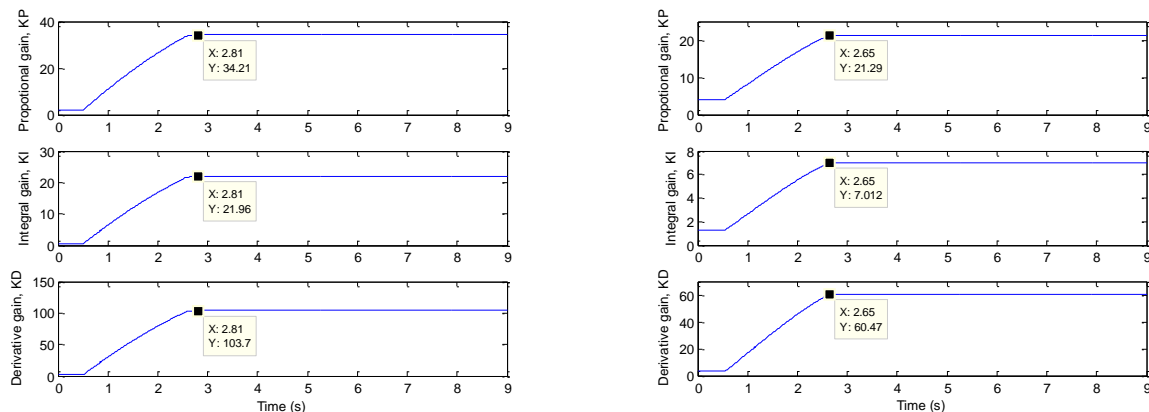 Propotional gain, KP
40
20
0
X: 2.81
Y: 34.21
0 1 2 3 4 5 6 7 8 9
Integral gain, KI
30
20
10
0
X: 2.81
Y: 21.96
0 1 2 3 4 5 6 7 8 9
Derivative gain, KD
150
100
50
0
X: 2.81
Y: 103.7
0 1 2 3 4 5 6 7 8 9
Time (s)
Propotional gain, KP
20
10
0
X: 2.65
Y: 21.29
0 1 2 3 4 5 6 7 8 9
Integral gain, KI
8
6
4
2
0
X: 2.65
Y: 7.012
0 1 2 3 4 5 6 7 8 9
Derivative gain, KD
60
40
20
0
X: 2.65
Y: 60.47
0 1 2 3 4 5 6 7 8 9
Time (s)